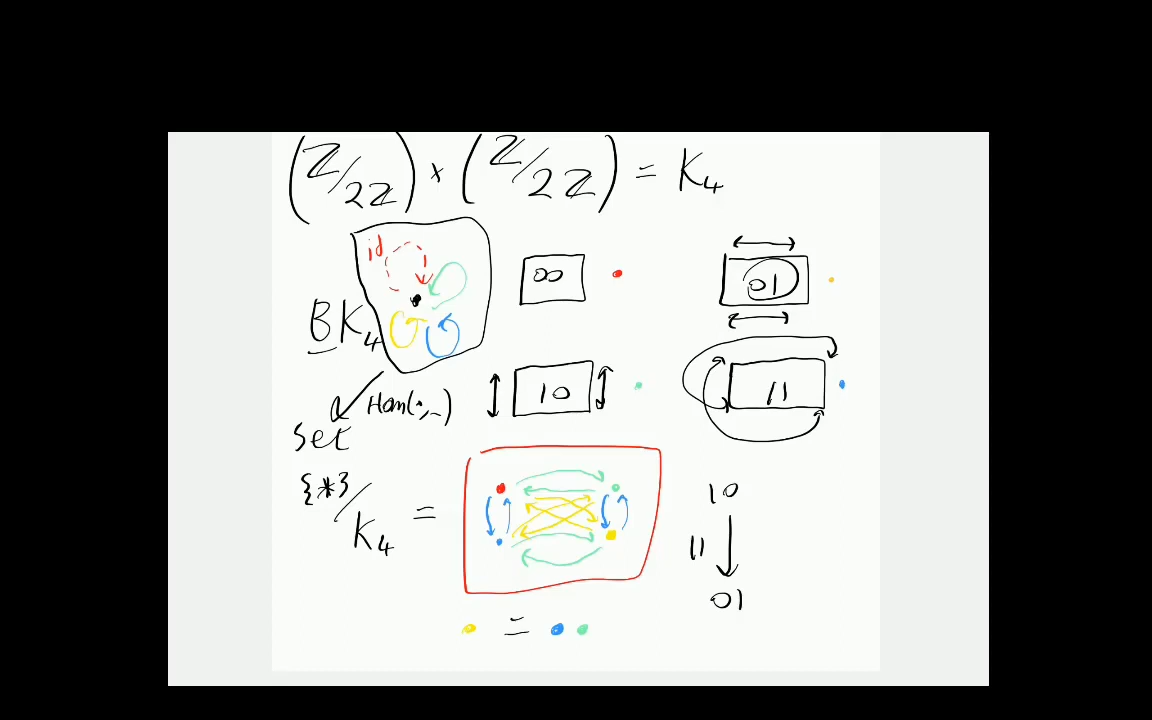 (Z/2Z) × (Z/2Z) = K₄
id
00
01
BK₄
10
11
Hom(·,-)
Set
{*}/K₄ =
10
11
01
=